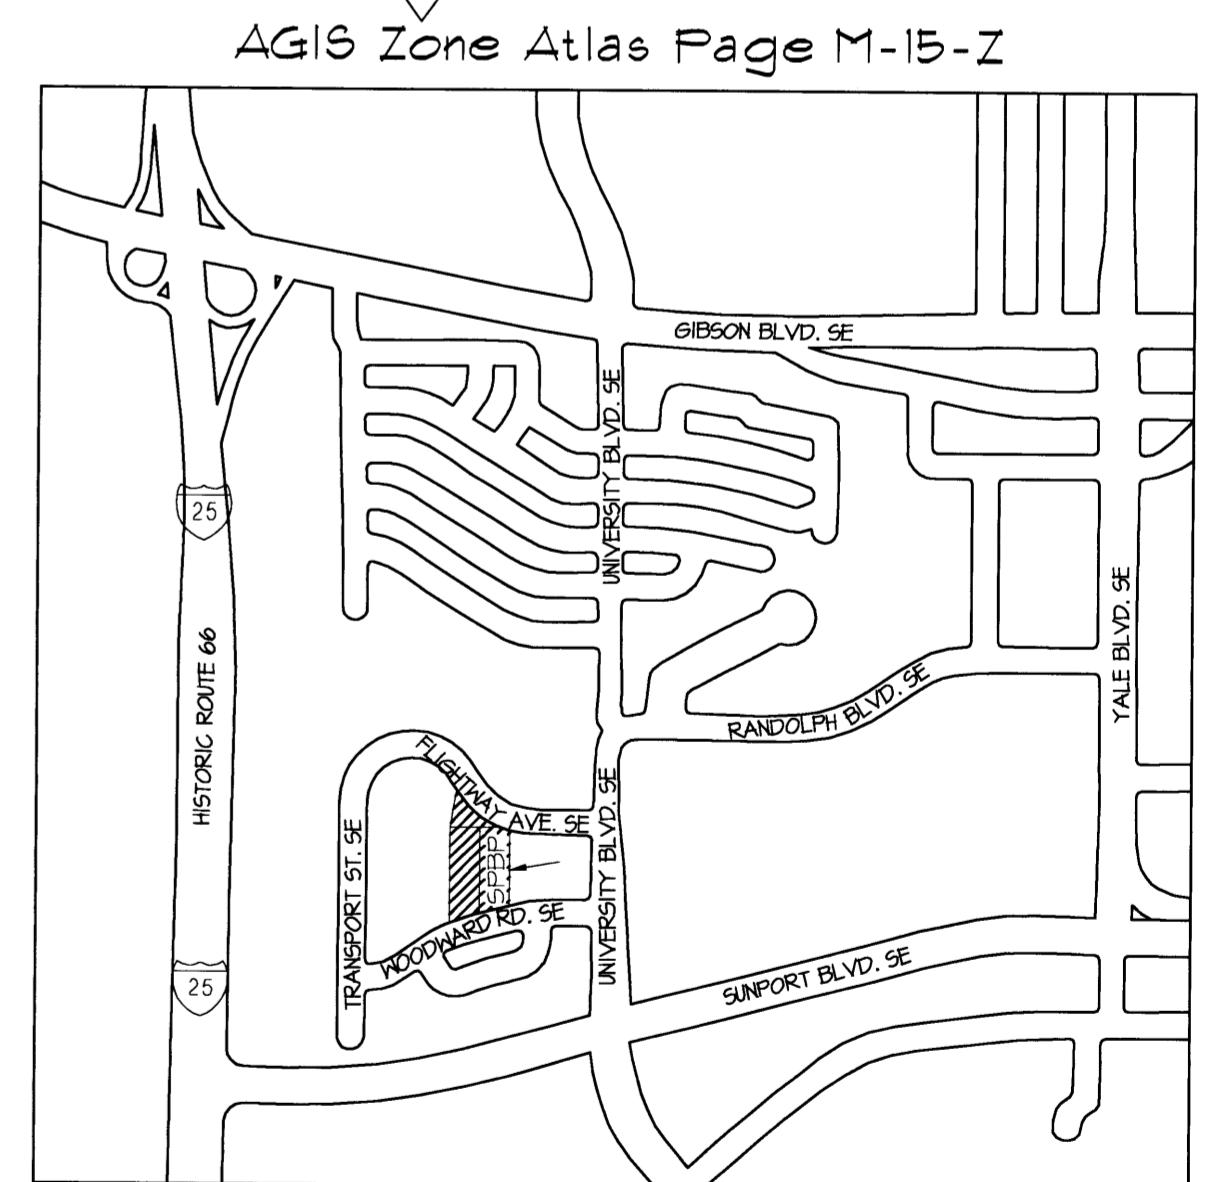 AGIS Zone Atlas Page M-15-Z
GIBSON BLVD. SE
UNIVERSITY BLVD. SE
25
HISTORIC ROUTE 66
YALE BLVD. SE
RANDOLPH BLVD. SE
FLIGHTWAY AVE. SE
UNIVERSITY BLVD. SE
TRANSPORT ST. SE
SPBP
WOODWARD RD. SE
SUNPORT BLVD. SE
25